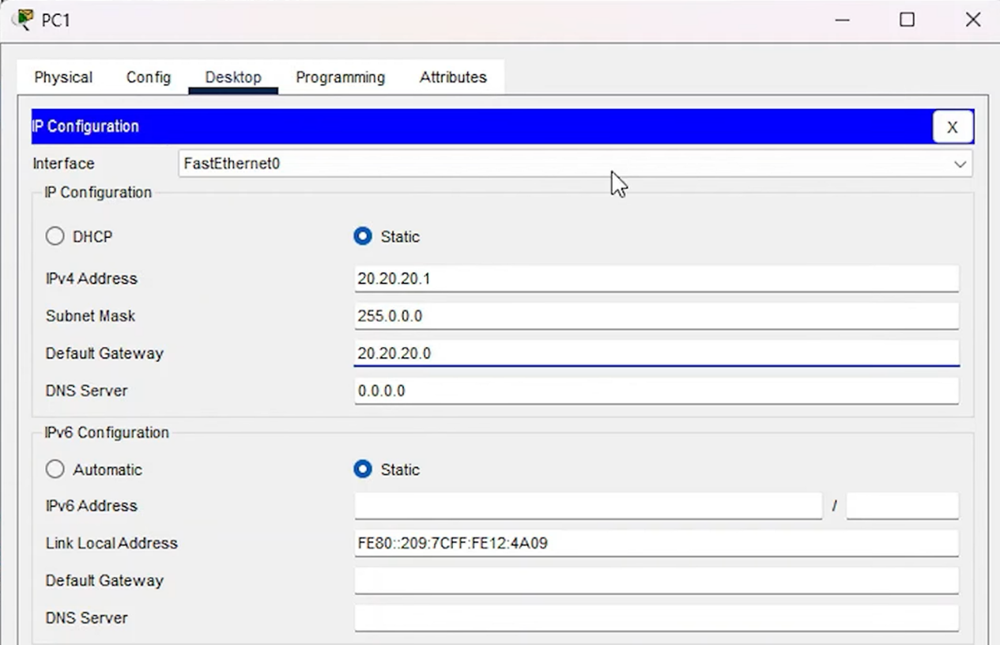 PC1
Physical Config Desktop Programming Attributes
IP Configuration X
Interface FastEthernet0
IP Configuration
DHCP Static
IPv4 Address 20.20.20.1
Subnet Mask 255.0.0.0
Default Gateway 20.20.20.0
DNS Server 0.0.0.0
IPv6 Configuration
Automatic Static
IPv6 Address /
Link Local Address FE80::209:7CFF:FE12:4A09
Default Gateway
DNS Server